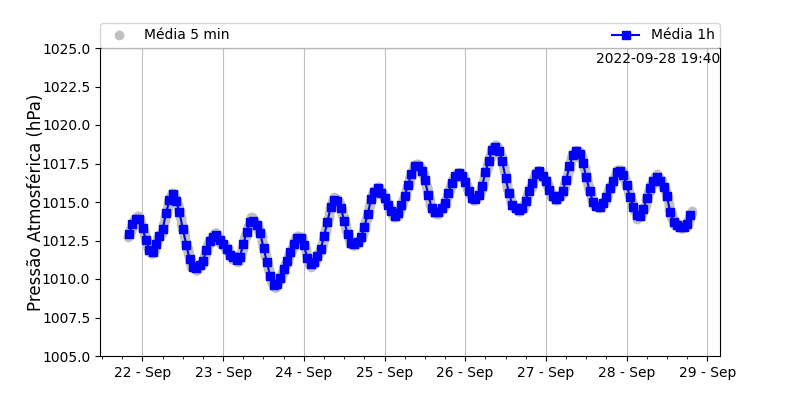 Média 5 min
Média 1h
2022-09-28 19:40
Pressão Atmosférica (hPa)
1025.0
1022.5
1020.0
1017.5
1015.0
1012.5
1010.0
1007.5
1005.0
22 - Sep
23 - Sep
24 - Sep
25 - Sep
26 - Sep
27 - Sep
28 - Sep
29 - Sep